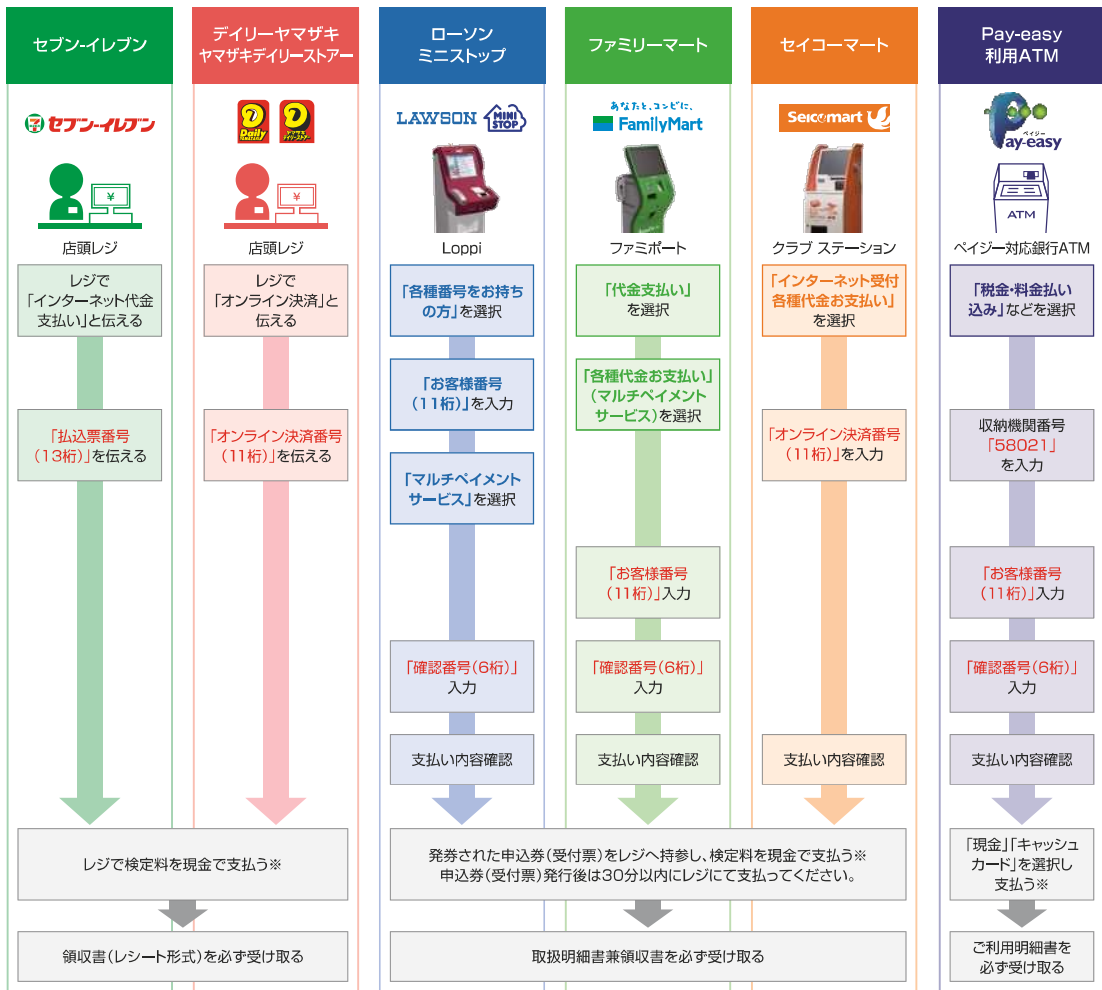 セブン-イレブン
セブン-イレブン
¥
店頭レジ
レジで
「インターネット代金
支払い」と伝える
「払込票番号
(13桁)」を伝える
デイリーヤマザキ
ヤマザキデイリーストアー
Daily
デイリーストアー
¥
店頭レジ
レジで
「オンライン決済」と
伝える
「オンライン決済番号
(11桁)」を伝える
レジで検定料を現金で支払う※
領収書(レシート形式)を必ず受け取る
ローソン
ミニストップ
LAWSON
MINI
STOP
Loppi
「各種番号をお持ち
の方」を選択
「お客様番号
(11桁)」を入力
「マルチペイメント
サービス」を選択
「確認番号(6桁)」
入力
支払い内容確認
ファミリーマート
あなたと、コンビに、
FamilyMart
ファミポート
「代金支払い」
を選択
「各種代金お支払い」
(マルチペイメント
サービス)を選択
「お客様番号
(11桁)」入力
「確認番号(6桁)」
入力
支払い内容確認
セイコーマート
Seicomart
クラブ ステーション
「インターネット受付
各種代金お支払い」
を選択
「オンライン決済番号
(11桁)」を入力
支払い内容確認
発券された申込券(受付票)をレジへ持参し、検定料を現金で支払う※
申込券(受付票)発行後は30分以内にレジにて支払ってください。
取扱明細書兼領収書を必ず受け取る
Pay-easy
利用ATM
ペイジー
Pay-easy
ATM
ペイジー対応銀行ATM
「税金・料金払い
込み」などを選択
収納機関番号
「58021」
を入力
「お客様番号
(11桁)」入力
「確認番号(6桁)」
入力
支払い内容確認
「現金」「キャッシュ
カード」を選択し
支払う※
ご利用明細書を
必ず受け取る